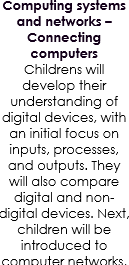 Computing systems
and networks –
Connecting
computers
Childrens will
develop their
understanding of
digital devices, with
an initial focus on
inputs, processes,
and outputs. They
will also compare
digital and non-
digital devices. Next,
children will be
introduced to
computer networks,